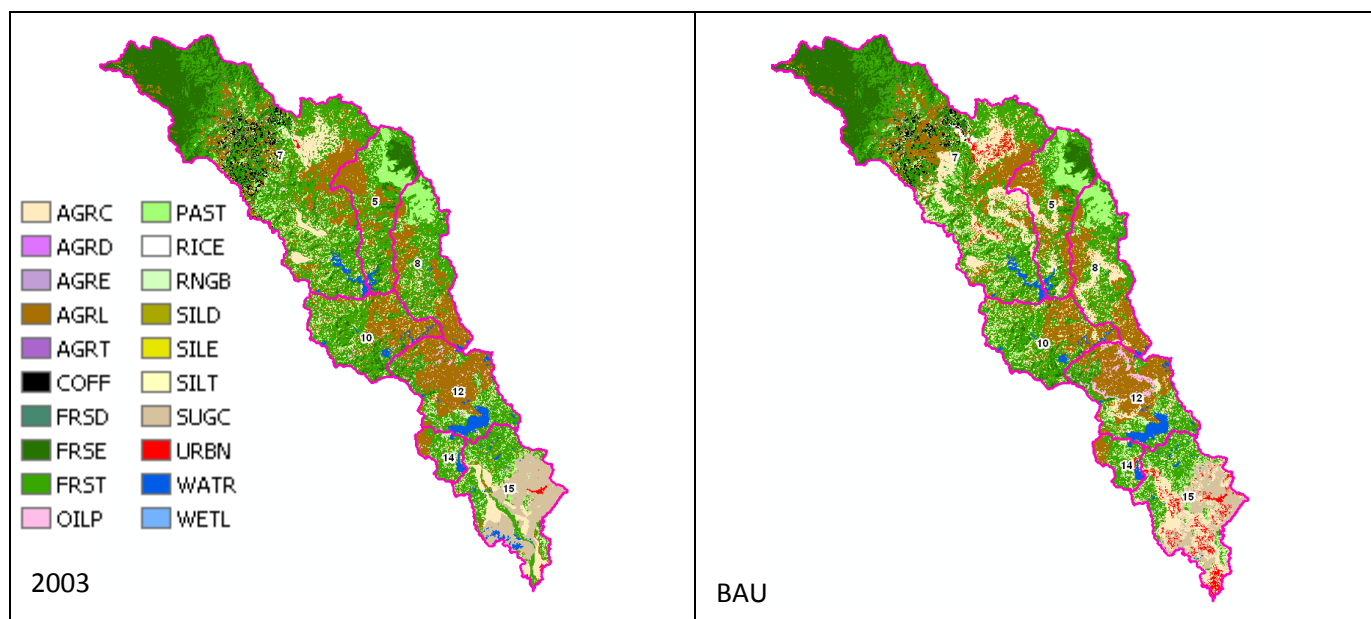 7
5
8
10
12
14
15
AGRC PAST
AGRD RICE
AGRE RNGB
AGRL SILD
AGRT SILE
COFF SILT
FRSD SUGC
FRSE URBN
FRST WATR
OILP WETL
2003
7
5
8
10
12
14
15
BAU